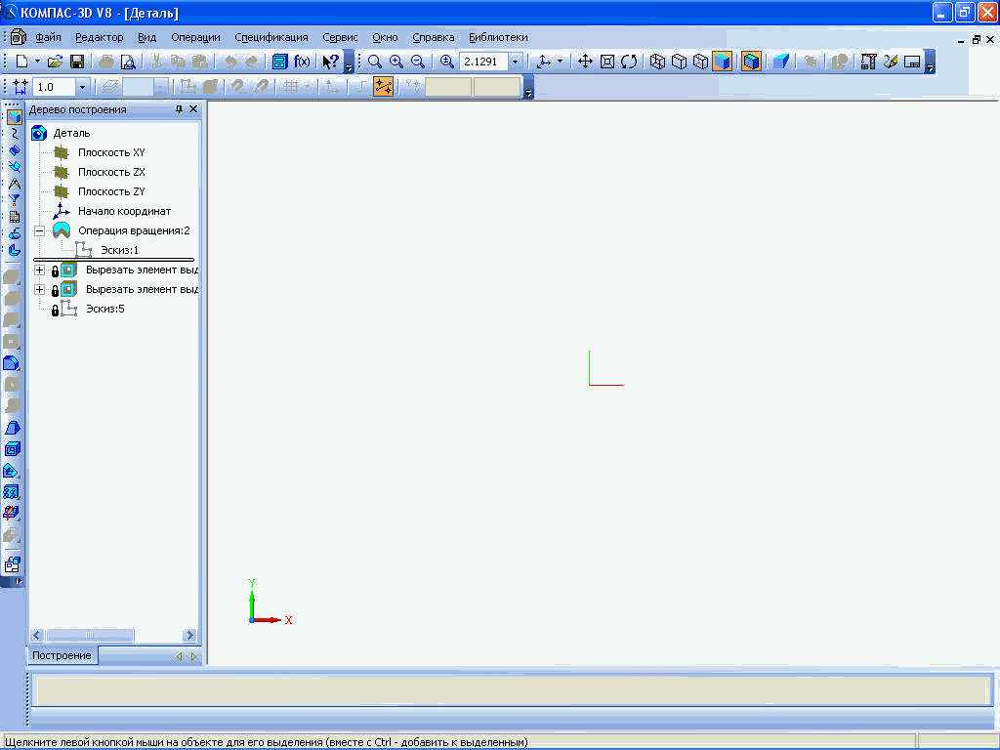 КОМПАС-3D V8 - [Деталь]
Файл Редактор Вид Операции Спецификация Сервис Окно Справка Библиотеки
f(x) 2.1291
1.0
Дерево построения
Деталь
Плоскость XY
Плоскость ZX
Плоскость ZY
Начало координат
Операция вращения:2
Эскиз:1
Вырезать элемент выд
Вырезать элемент выд
Эскиз:5
Y
X
Построение
Щелкните левой кнопкой мыши на объекте для его выделения (вместе с Ctrl - добавить к выделенным)